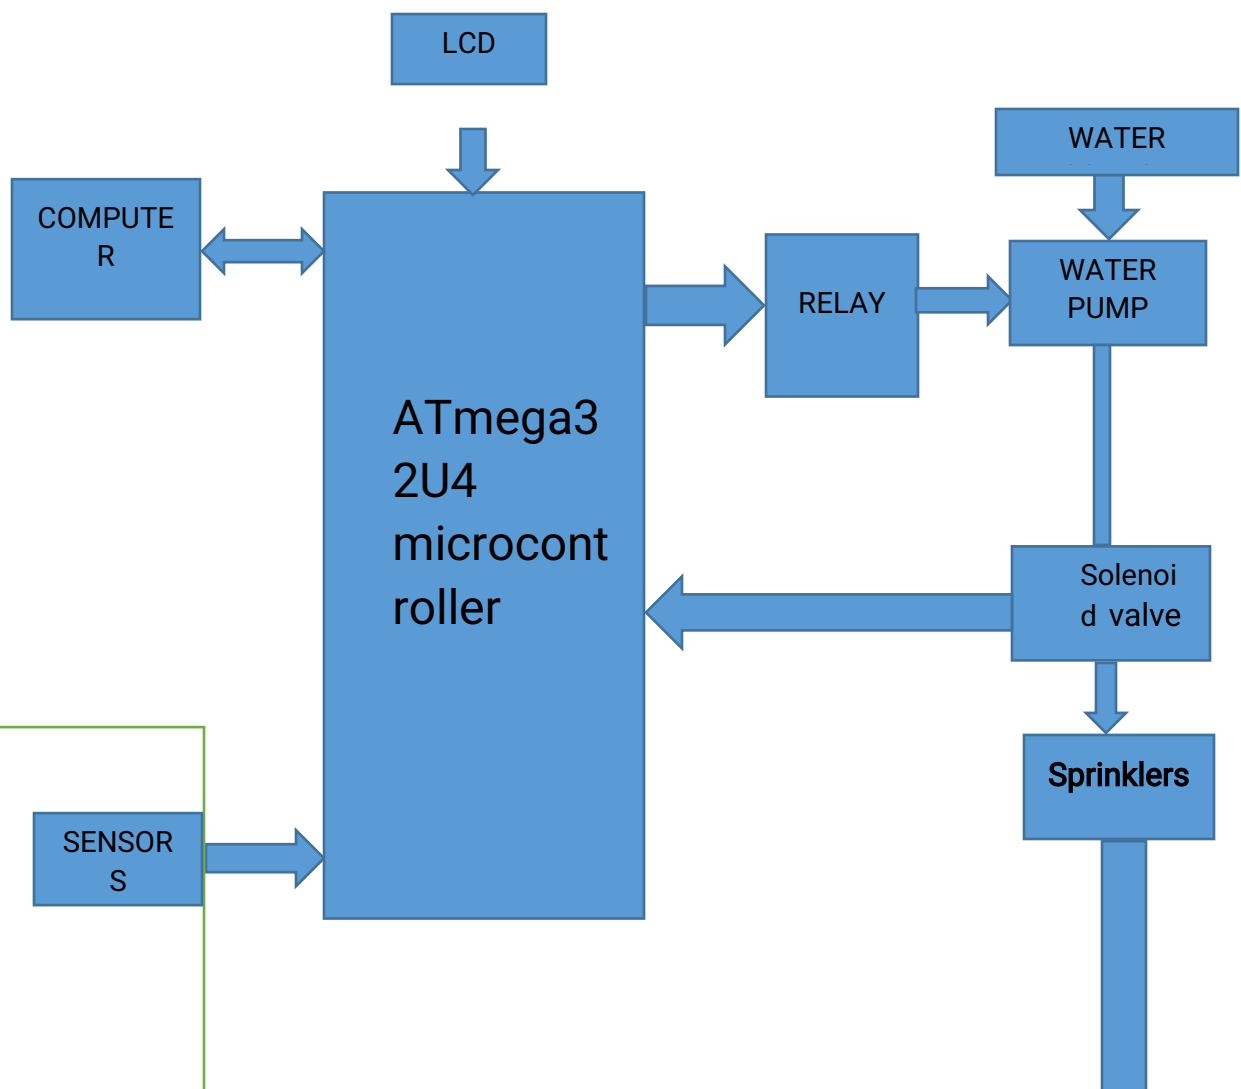 LCD
WATER
COMPUTE
R
WATER
PUMP
RELAY
ATmega3
2U4
microcont
roller
Solenoi
d valve
Sprinklers
SENSOR
S